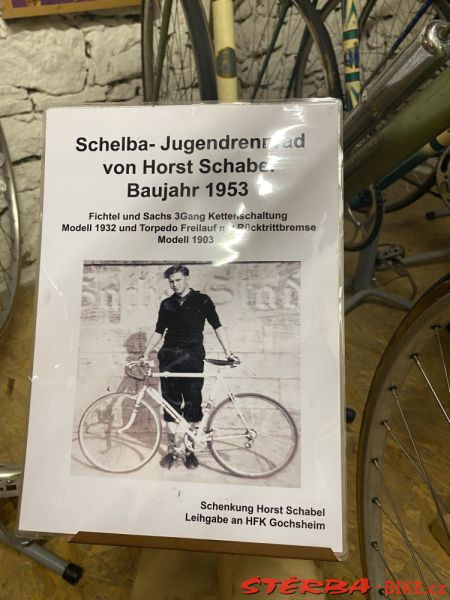 Schelba- Jugendrennrad
von Horst Schabel
Baujahr 1953
Fichtel und Sachs 3Gang Kettenschaltung
Modell 1932 und Torpedo Freilauf mit Rücktrittbremse
Modell 1903
Schenkung Horst Schabel
Leihgabe an HFK Gochsheim
STERBA-BIKE.cz